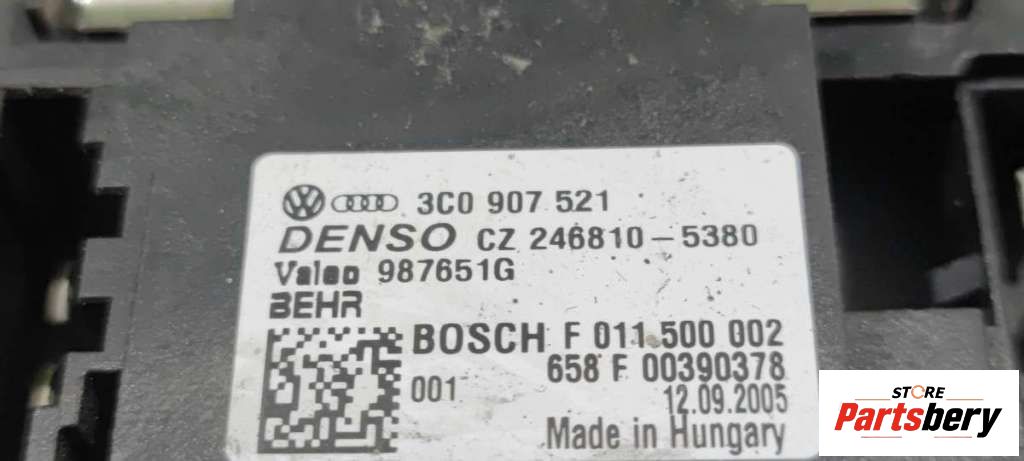 3C0 907 521
DENSO CZ 246810-5380
Valeo 987651G
BEHR
BOSCH F 011 500 002
658 F 00390378
001
12.09.2005
Made in Hungary
STORE
Partsbery